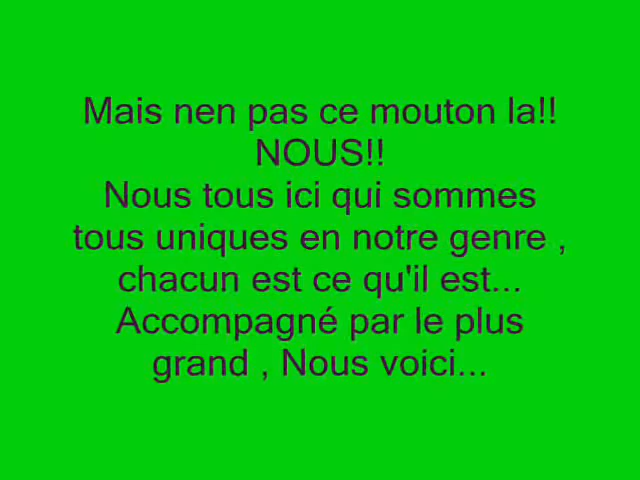 Mais nen pas ce mouton la!!
NOUS!!
Nous tous ici qui sommes
tous uniques en notre genre ,
chacun est ce qu'il est...
Accompagné par le plus
grand , Nous voici...